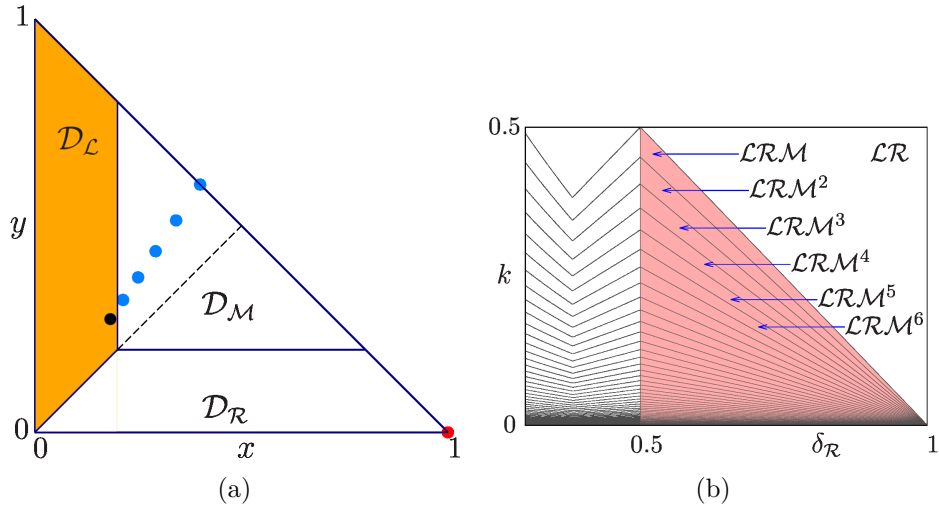 1
𝒟_ℒ
y
𝒟_ℳ
𝒟_ℛ
0
0
x
1
(a)
0.5
ℒℛℳ
ℒℛ
ℒℛℳ²
ℒℛℳ³
k
ℒℛℳ⁴
ℒℛℳ⁵
ℒℛℳ⁶
0
0.5
δ_ℛ
1
(b)